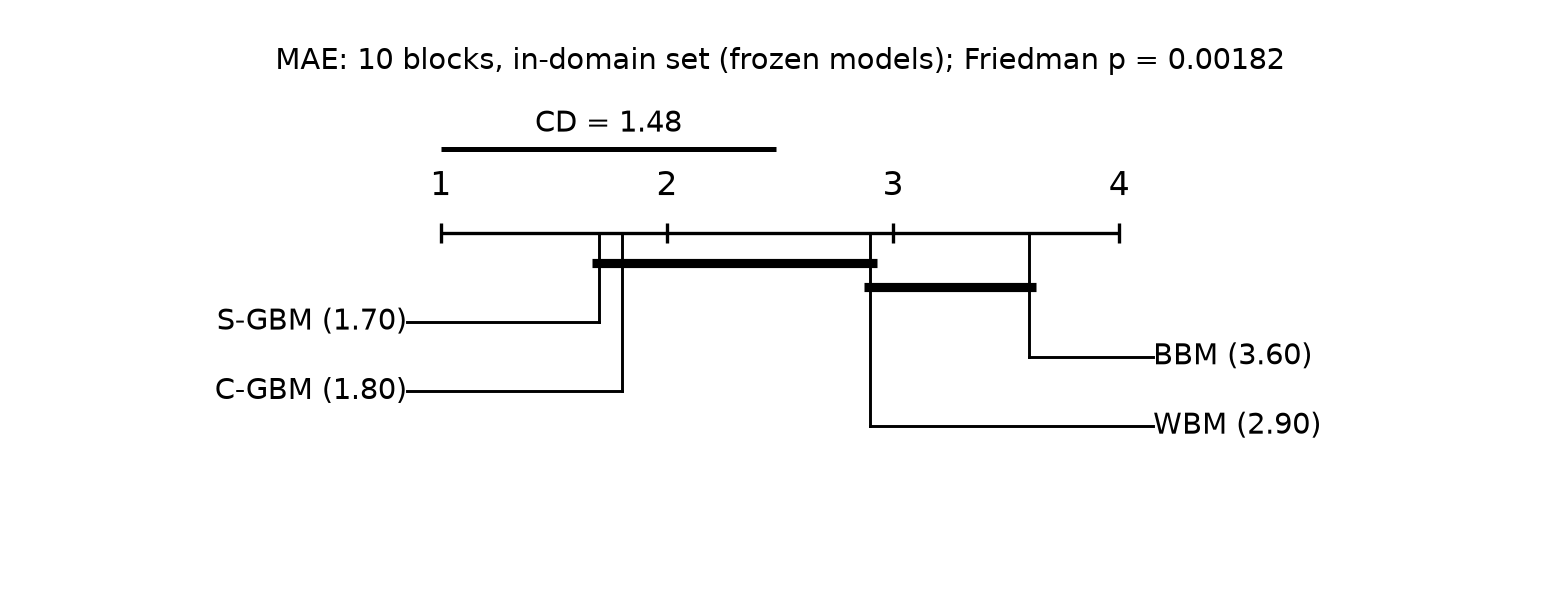 MAE: 10 blocks, in-domain set (frozen models); Friedman p = 0.00182
CD = 1.48
1 2 3 4
S-GBM (1.70)
BBM (3.60)
C-GBM (1.80)
WBM (2.90)